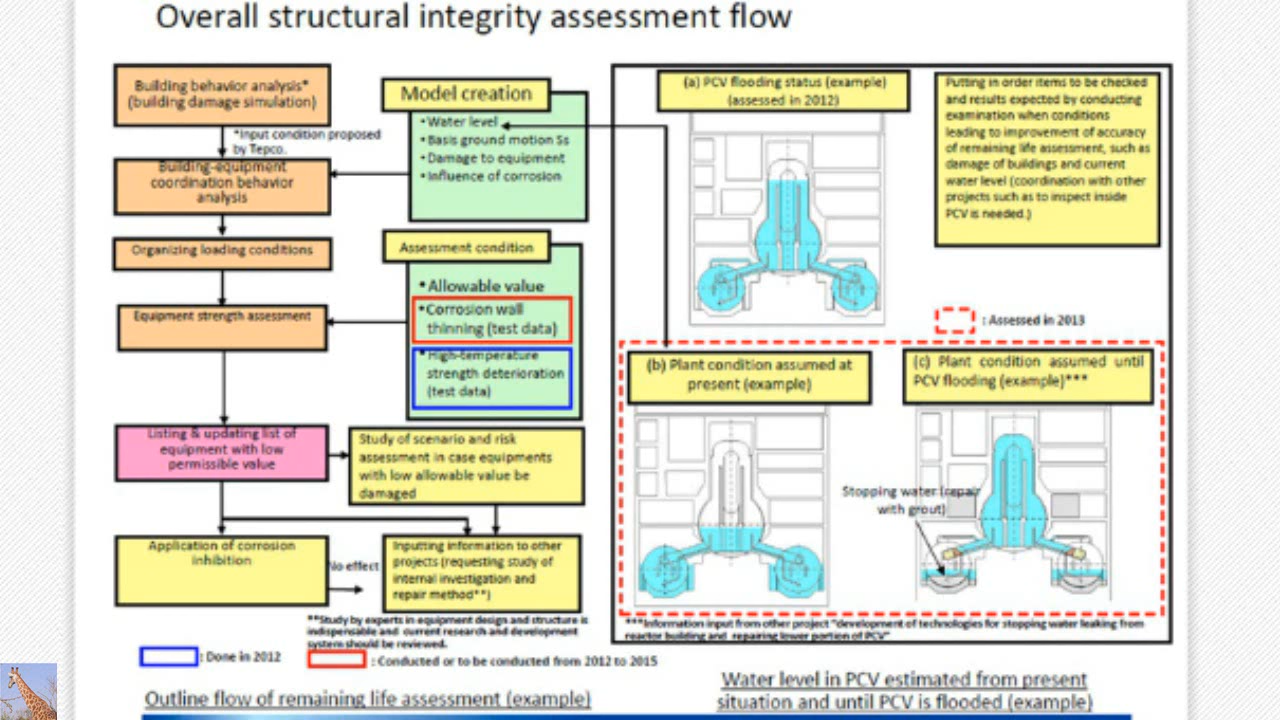 Overall structural integrity assessment flow
Building behavior analysis*
(building damage simulation)
*Input condition proposed
by Tepco.
Building-equipment
coordination behavior
analysis
Organizing loading conditions
Equipment strength assessment
Listing & updating list of
equipment with low
permissible value
Application of corrosion
inhibition
No effect
Model creation
•Water level
•Basis ground motion Ss
•Damage to equipment
•Influence of corrosion
Assessment condition
•Allowable value
•Corrosion wall
thinning (test data)
•High-temperature
strength deterioration
(test data)
Study of scenario and risk
assessment in case equipments
with low allowable value be
damaged
Inputting information to other
projects (requesting study of
internal investigation and
repair method**)
**Study by experts in equipment design and structure is
indispensable and current research and development
system should be reviewed.
: Done in 2012
: Conducted or to be conducted from 2012 to 2015
Outline flow of remaining life assessment (example)
(a) PCV flooding status (example)
(assessed in 2012)
Putting in order items to be checked
and results expected by conducting
examination when conditions
leading to improvement of accuracy
of remaining life assessment, such as
damage of buildings and current
water level (coordination with other
projects such as to inspect inside
PCV is needed.)
: Assessed in 2013
(b) Plant condition assumed at
present (example)
(c) Plant condition assumed until
PCV flooding (example)***
Stopping water (repair
with grout)
***Information input from other project "development of technologies for stopping water leaking from
reactor building and repairing lower portion of PCV"
Water level in PCV estimated from present
situation and until PCV is flooded (example)